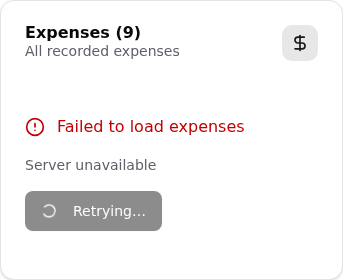 Expenses (9)
All recorded expenses
$
Failed to load expenses
Server unavailable
Retrying...